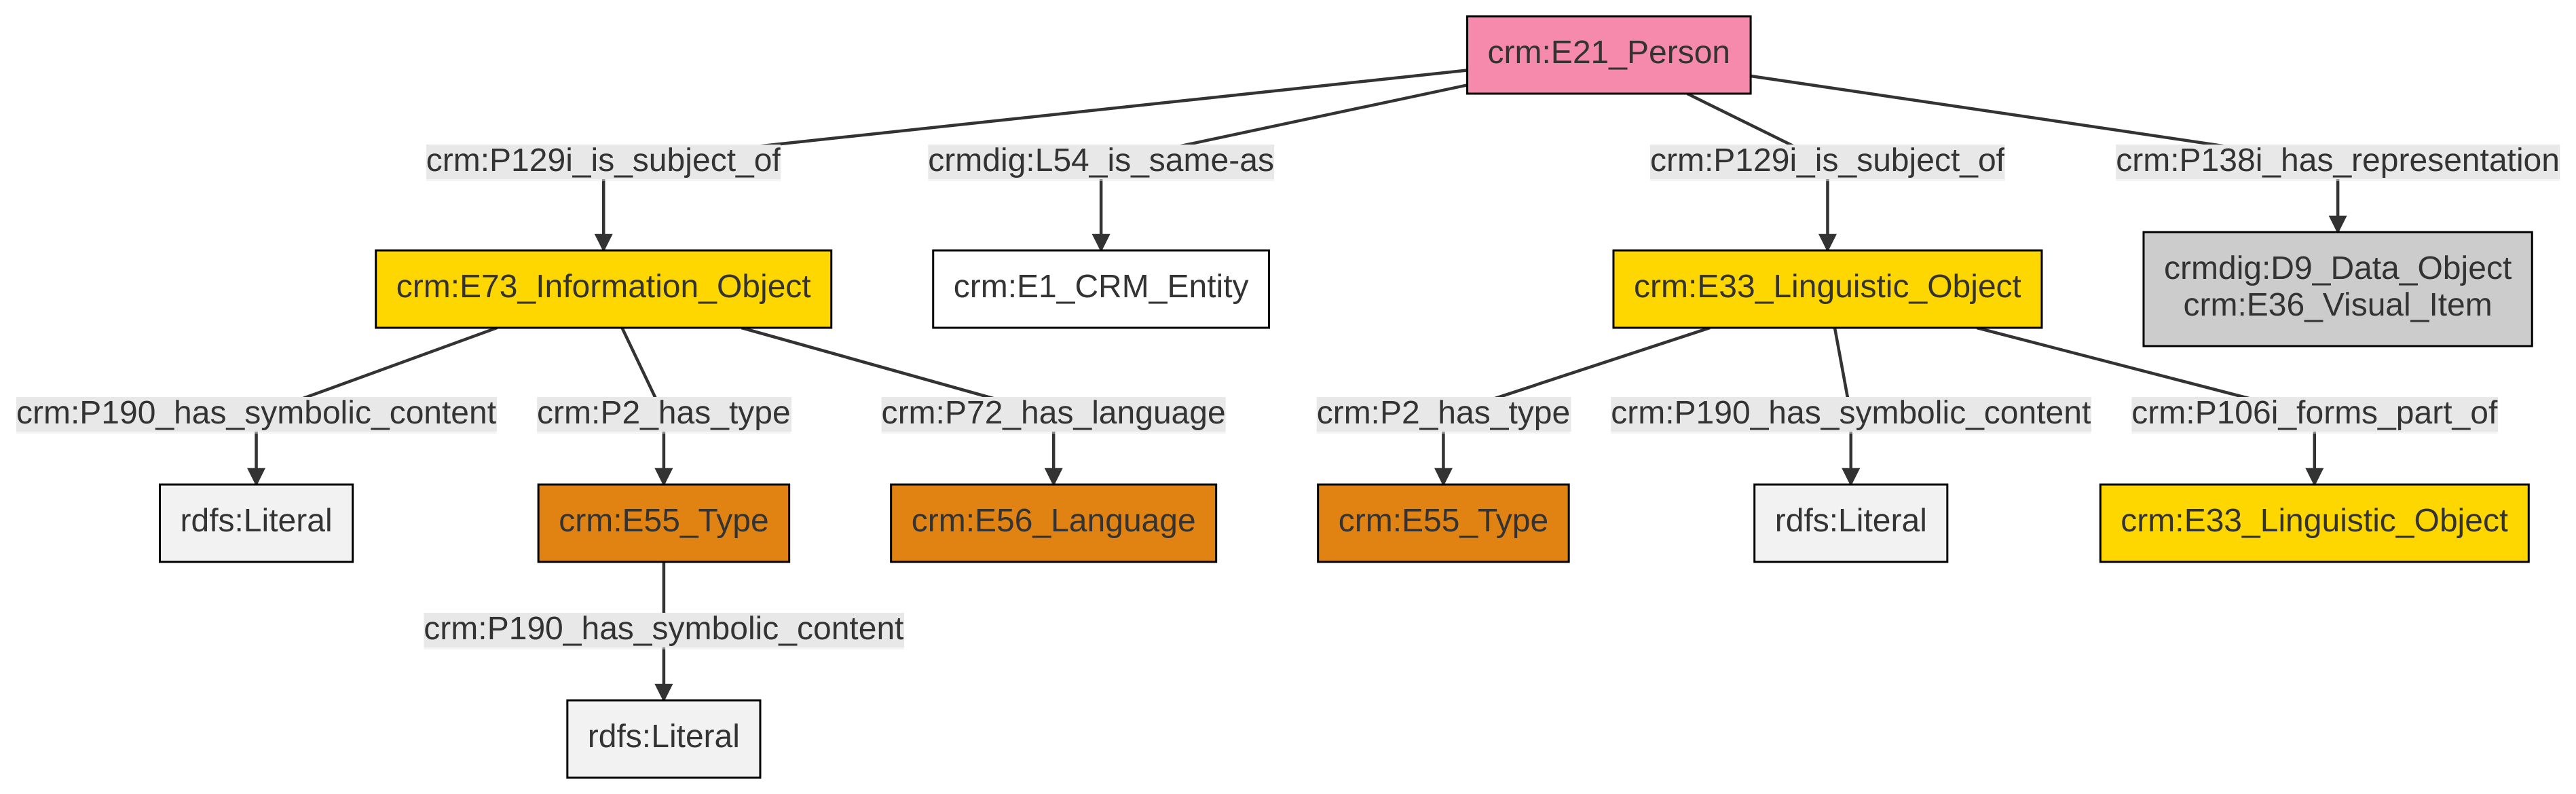 crm:E21_Person
crm:P129i_is_subject_of
crmdig:L54_is_same-as
crm:P129i_is_subject_of
crm:P138i_has_representation
crm:E73_Information_Object
crm:E1_CRM_Entity
crm:E33_Linguistic_Object
crmdig:D9_Data_Object
crm:E36_Visual_Item
crm:P190_has_symbolic_content
crm:P2_has_type
crm:P72_has_language
crm:P2_has_type
crm:P190_has_symbolic_content
crm:P106i_forms_part_of
rdfs:Literal
crm:E55_Type
crm:E56_Language
crm:E55_Type
rdfs:Literal
crm:E33_Linguistic_Object
crm:P190_has_symbolic_content
rdfs:Literal